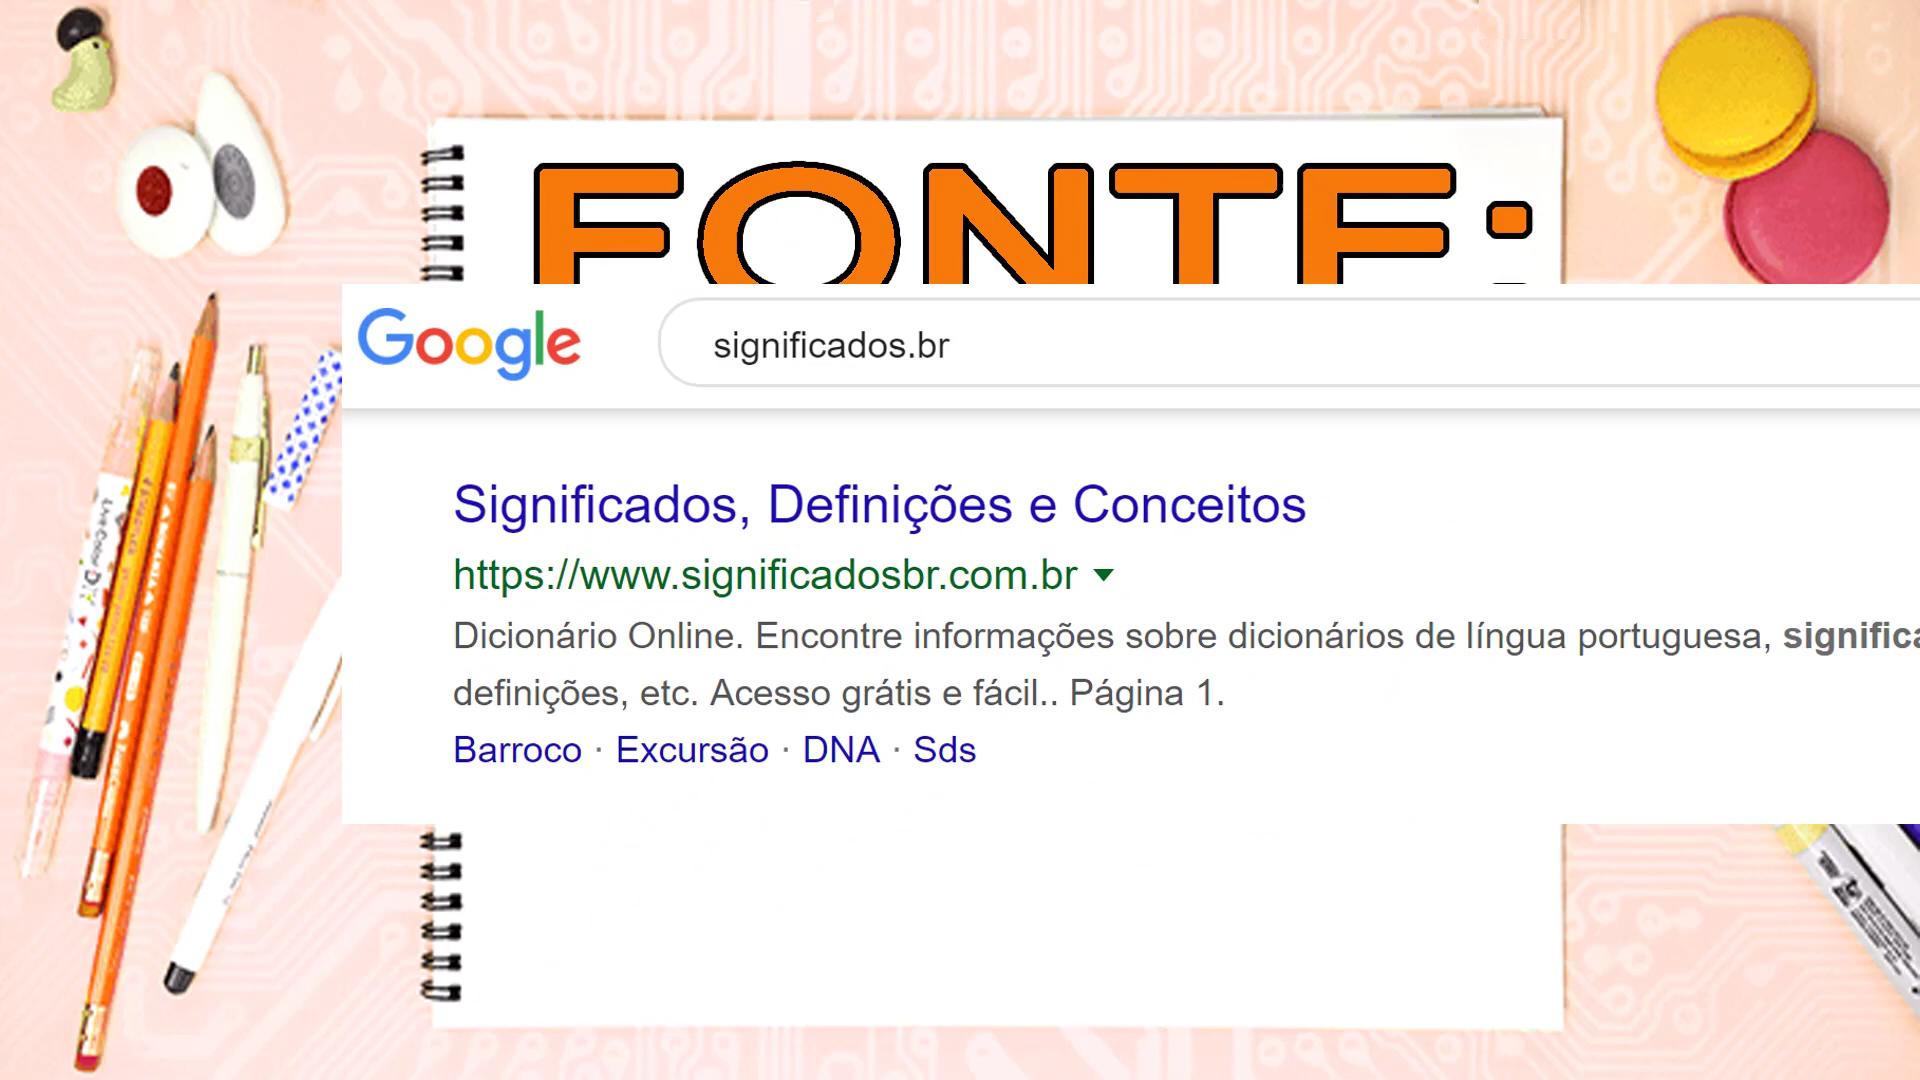 FONTE:
Google
significados.br
Significados, Definições e Conceitos
https://www.significadosbr.com.br
Dicionário Online. Encontre informações sobre dicionários de língua portuguesa, signific
definições, etc. Acesso grátis e fácil.. Página 1.
Barroco · Excursão · DNA · Sds